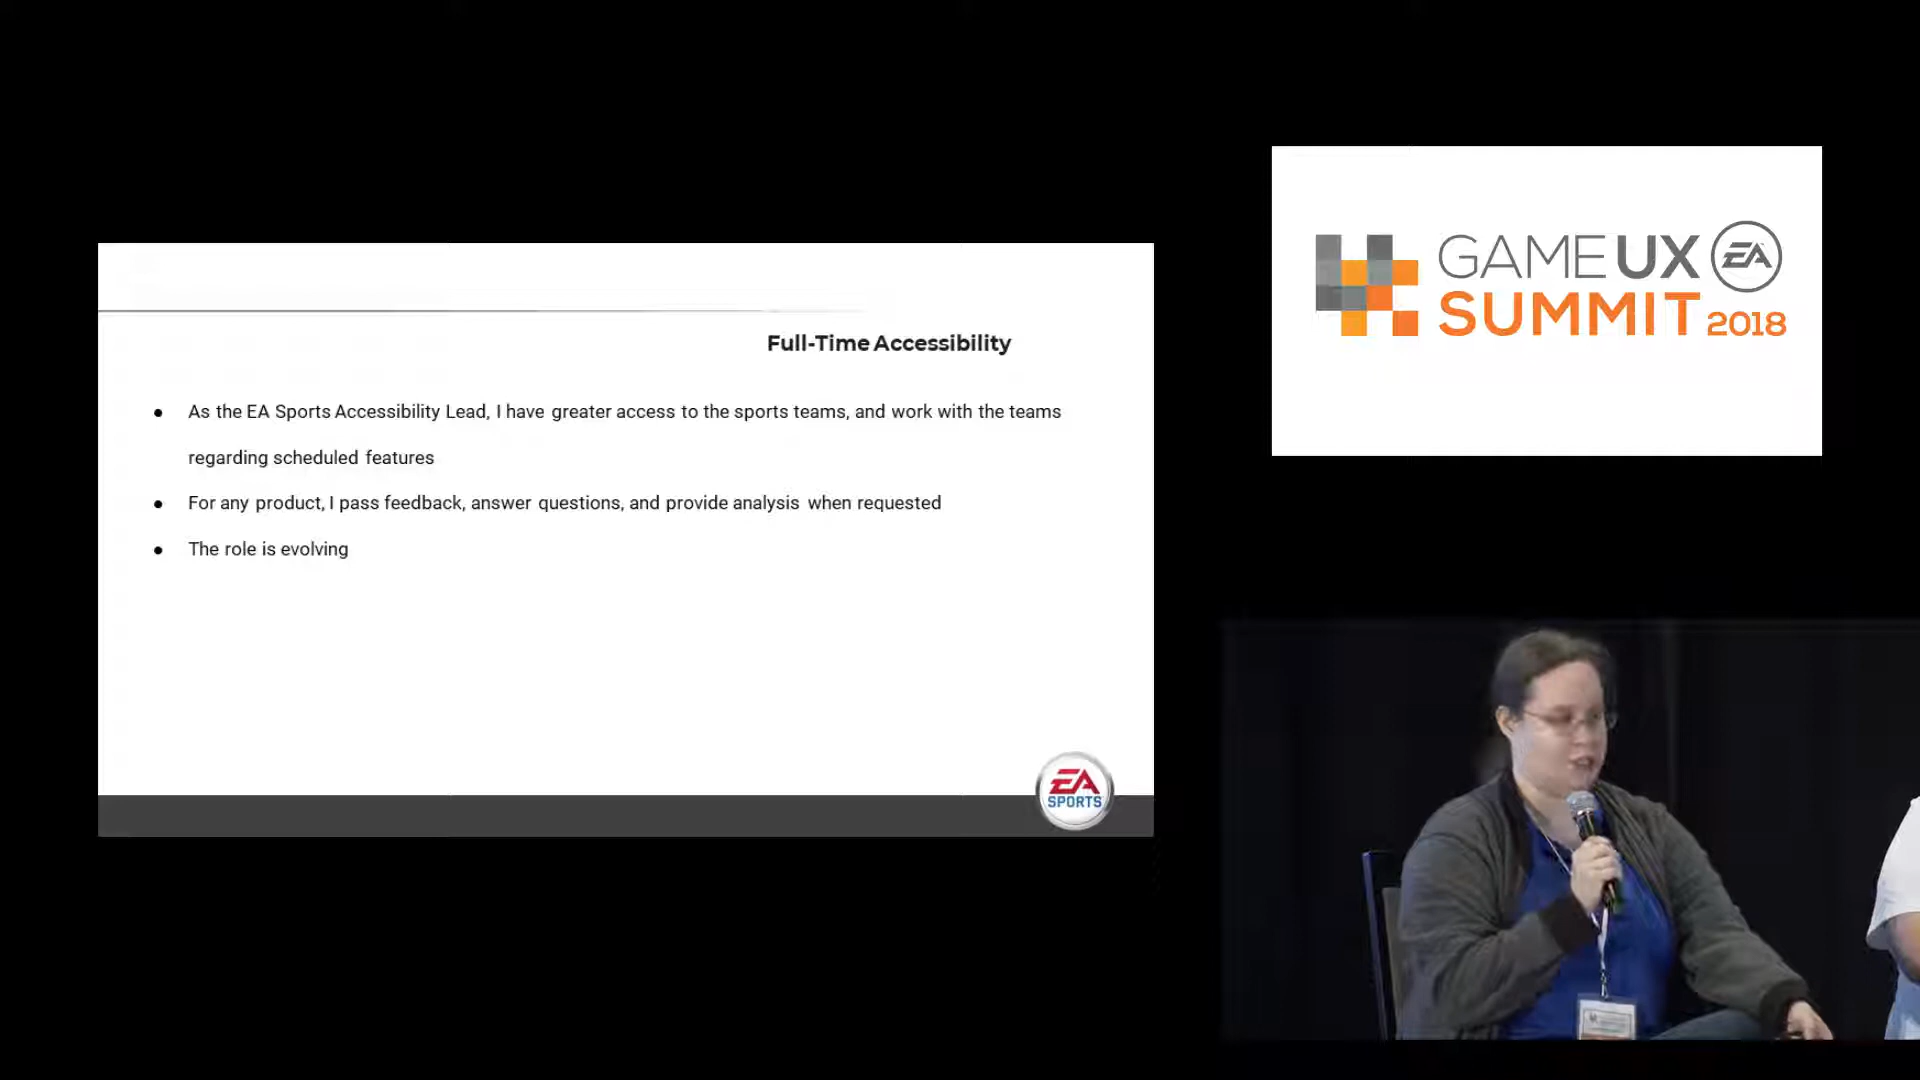 Full-Time Accessibility
● As the EA Sports Accessibility Lead, I have greater access to the sports teams, and work with the teams
regarding scheduled features
● For any product, I pass feedback, answer questions, and provide analysis when requested
● The role is evolving
EA
SPORTS
GAMEUX EA
SUMMIT 2018